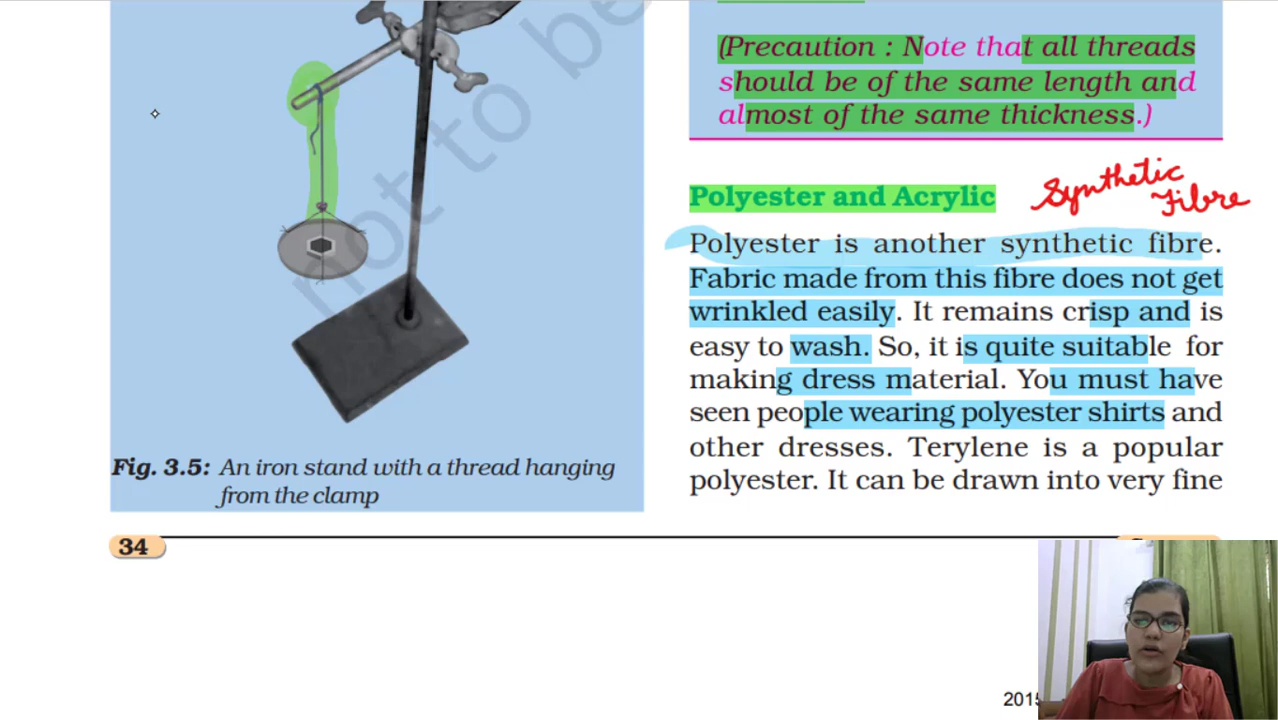 (Precaution : Note that all threads
should be of the same length and
almost of the same thickness.)
Polyester and Acrylic
Synthetic
Fibre
Polyester is another synthetic fibre.
Fabric made from this fibre does not get
wrinkled easily. It remains crisp and is
easy to wash. So, it is quite suitable for
making dress material. You must have
seen people wearing polyester shirts and
other dresses. Terylene is a popular
polyester. It can be drawn into very fine
not to be
Fig. 3.5: An iron stand with a thread hanging
from the clamp
34
2015